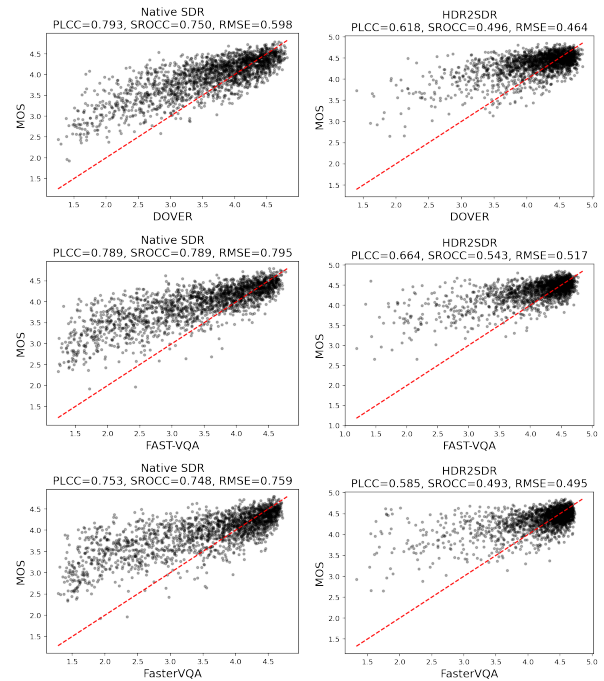 Native SDR
PLCC=0.793, SROCC=0.750, RMSE=0.598
MOS
4.5
4.0
3.5
3.0
2.5
2.0
1.5
1.5 2.0 2.5 3.0 3.5 4.0 4.5
DOVER
HDR2SDR
PLCC=0.618, SROCC=0.496, RMSE=0.464
MOS
5.0
4.5
4.0
3.5
3.0
2.5
2.0
1.5
1.5 2.0 2.5 3.0 3.5 4.0 4.5 5.0
DOVER
Native SDR
PLCC=0.789, SROCC=0.789, RMSE=0.795
MOS
4.5
4.0
3.5
3.0
2.5
2.0
1.5
1.5 2.0 2.5 3.0 3.5 4.0 4.5
FAST-VQA
HDR2SDR
PLCC=0.664, SROCC=0.543, RMSE=0.517
MOS
5.0
4.5
4.0
3.5
3.0
2.5
2.0
1.5
1.0
1.0 1.5 2.0 2.5 3.0 3.5 4.0 4.5 5.0
FAST-VQA
Native SDR
PLCC=0.753, SROCC=0.748, RMSE=0.759
MOS
4.5
4.0
3.5
3.0
2.5
2.0
1.5
1.5 2.0 2.5 3.0 3.5 4.0 4.5
FasterVQA
HDR2SDR
PLCC=0.585, SROCC=0.493, RMSE=0.495
MOS
5.0
4.5
4.0
3.5
3.0
2.5
2.0
1.5
1.5 2.0 2.5 3.0 3.5 4.0 4.5 5.0
FasterVQA